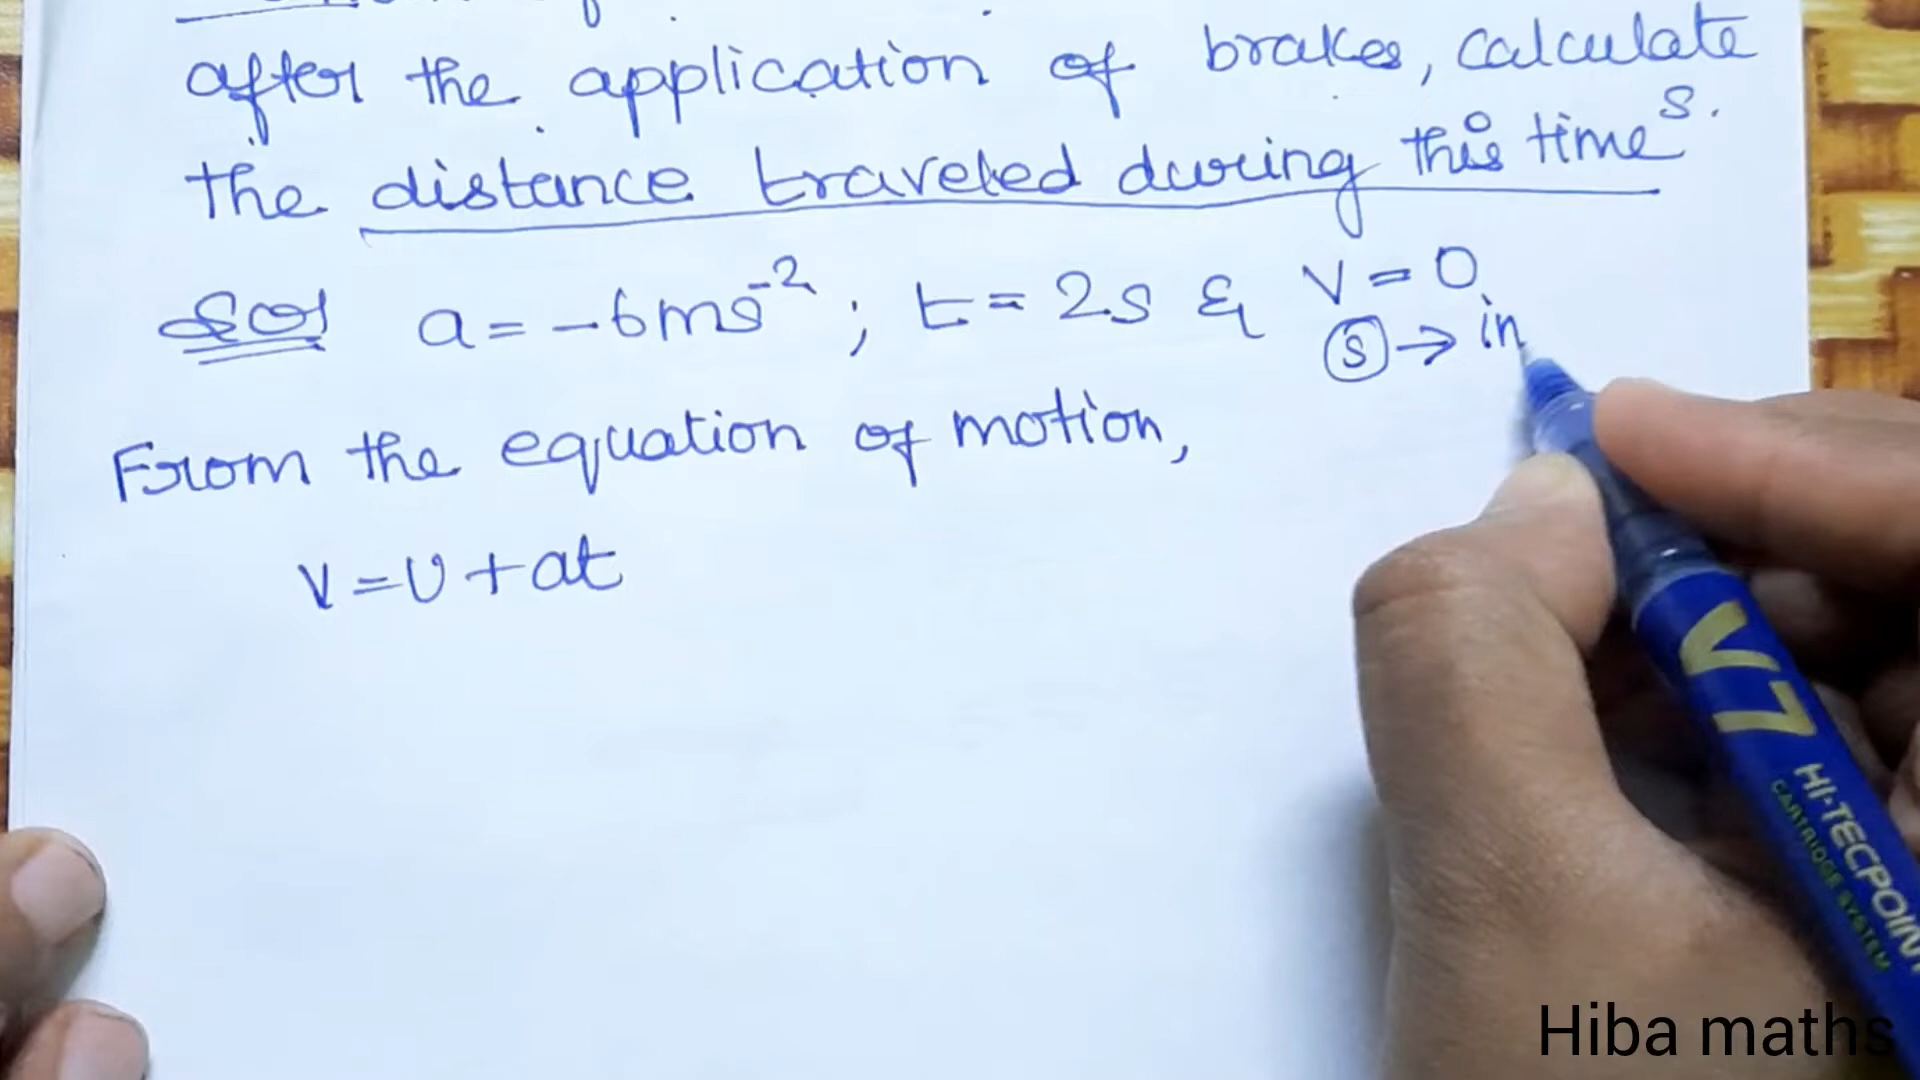 after the application of brakes, calculate
the distance traveled during this time S.
Sol a = -6ms⁻² ; t = 2s & v = 0
S → in
From the equation of motion,
v = u + at
V7
HI-TECPOINT
CARTRIDGE SYSTEM
Hiba maths